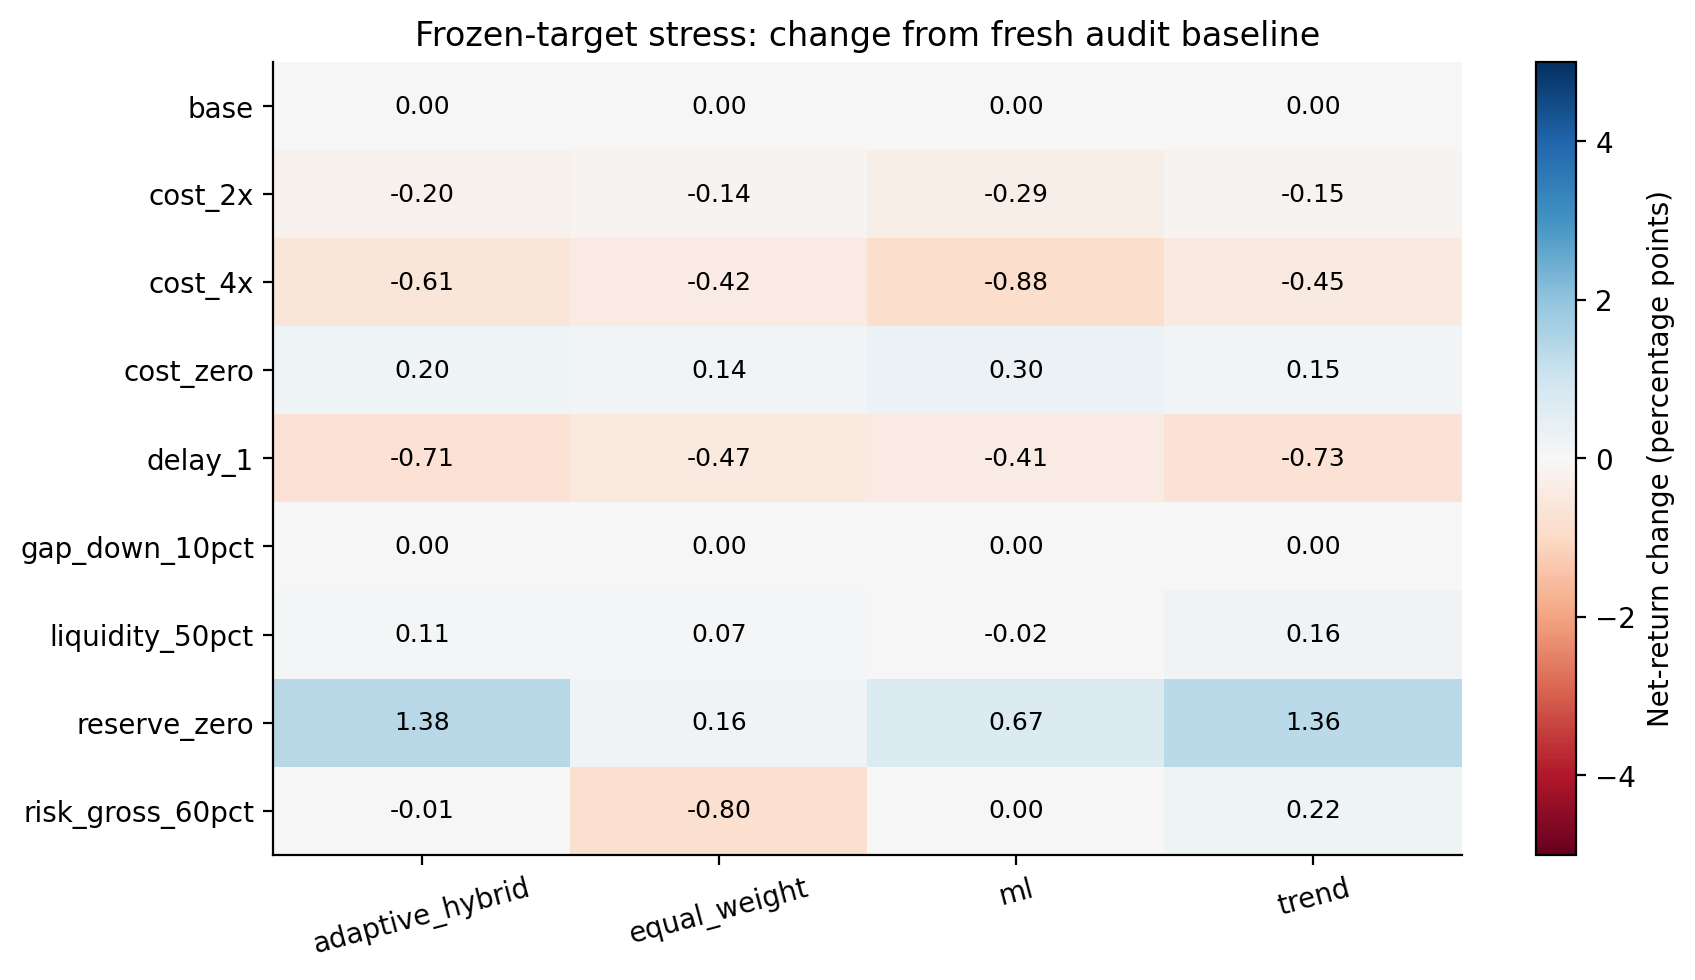 Frozen-target stress: change from fresh audit baseline
base 0.00 0.00 0.00 0.00
cost_2x -0.20 -0.14 -0.29 -0.15
cost_4x -0.61 -0.42 -0.88 -0.45
cost_zero 0.20 0.14 0.30 0.15
delay_1 -0.71 -0.47 -0.41 -0.73
gap_down_10pct 0.00 0.00 0.00 0.00
liquidity_50pct 0.11 0.07 -0.02 0.16
reserve_zero 1.38 0.16 0.67 1.36
risk_gross_60pct -0.01 -0.80 0.00 0.22
adaptive_hybrid equal_weight ml trend
4
2
0
−2
−4
Net-return change (percentage points)